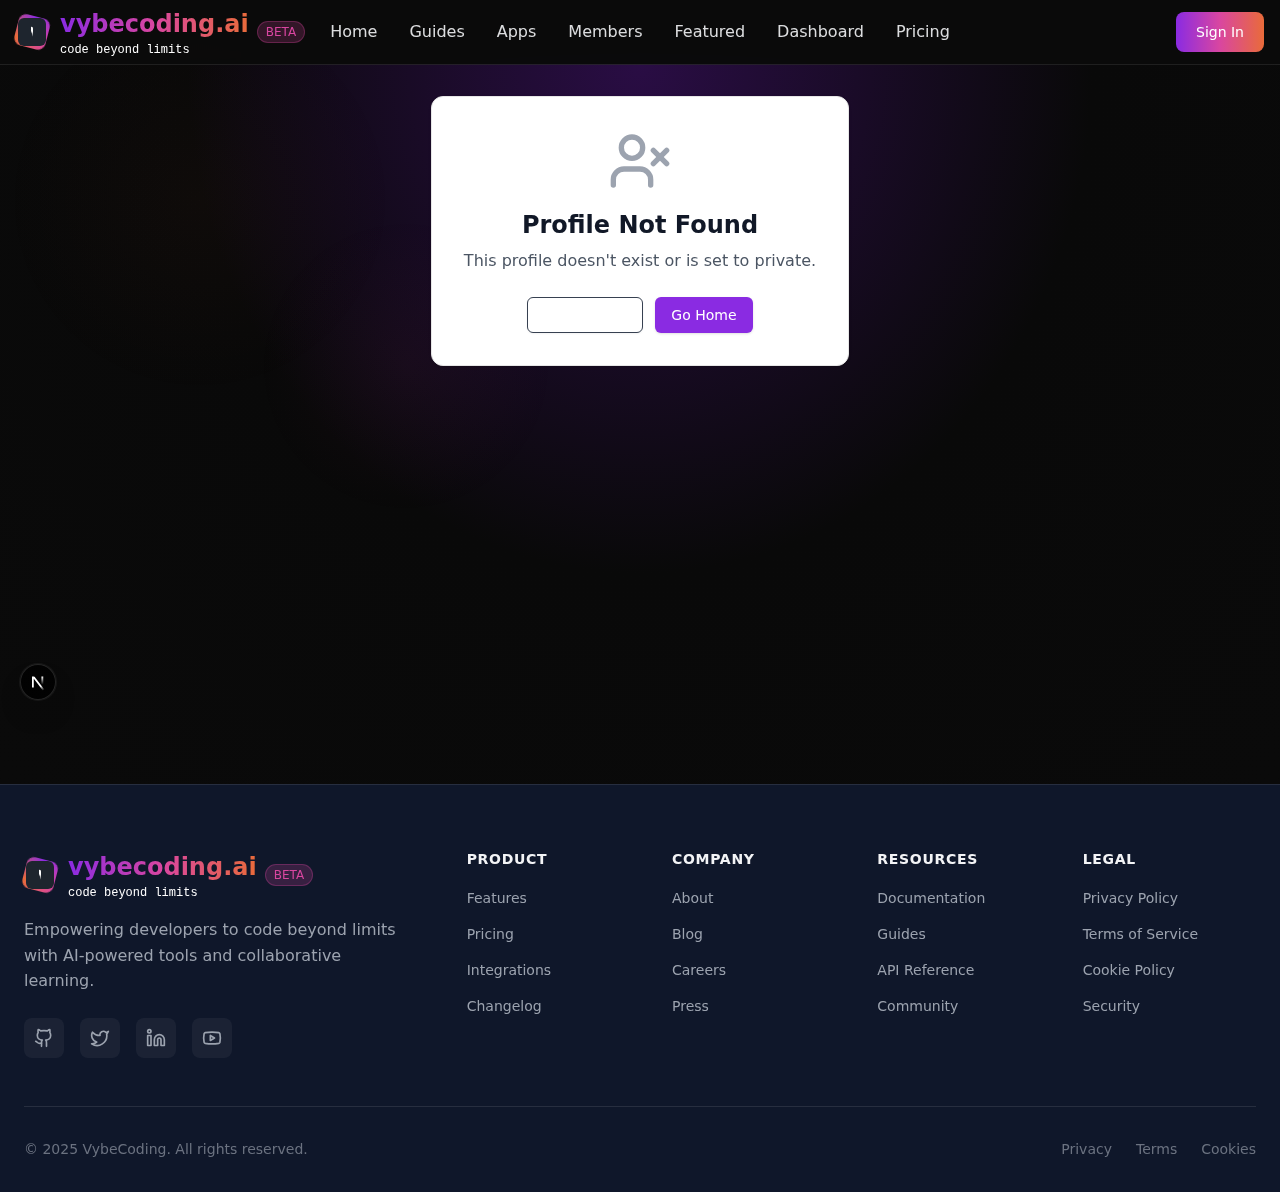 vybecoding.ai
code beyond limits
BETA
Home
Guides
Apps
Members
Featured
Dashboard
Pricing
Sign In
Profile Not Found
This profile doesn't exist or is set to private.
Go Home
N
vybecoding.ai
code beyond limits
BETA
Empowering developers to code beyond limits
with AI-powered tools and collaborative
learning.
PRODUCT
Features
Pricing
Integrations
Changelog
COMPANY
About
Blog
Careers
Press
RESOURCES
Documentation
Guides
API Reference
Community
LEGAL
Privacy Policy
Terms of Service
Cookie Policy
Security
© 2025 VybeCoding. All rights reserved.
Privacy
Terms
Cookies